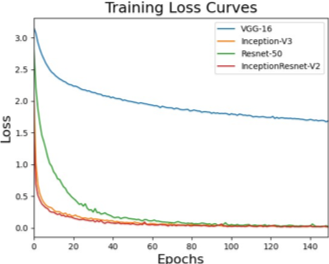 Training Loss Curves
VGG-16
Inception-V3
Resnet-50
InceptionResnet-V2
Loss
3.0
2.5
2.0
1.5
1.0
0.5
0.0
0 20 40 60 80 100 120 140
Epochs